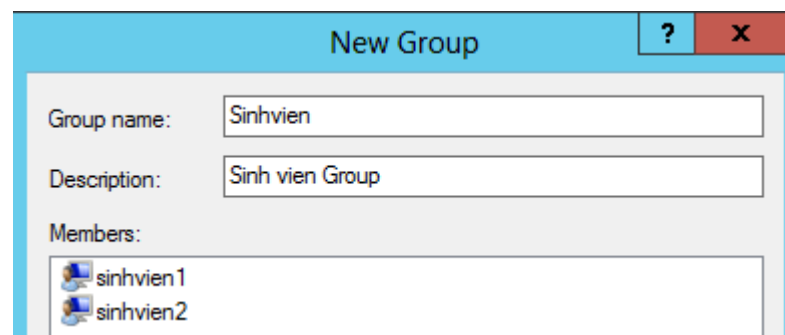 New Group
? x
Group name: Sinhvien
Description: Sinh vien Group
Members:
sinhvien1
sinhvien2